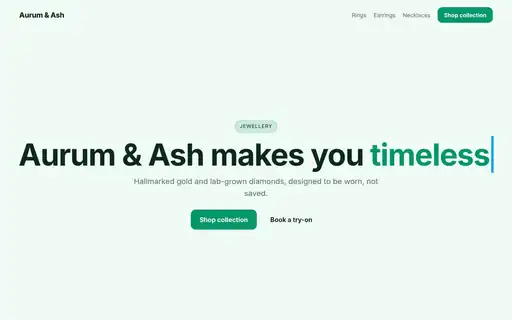 Aurum & Ash
Rings Earrings Necklaces Shop collection
JEWELLERY
Aurum & Ash makes you timeless
Hallmarked gold and lab-grown diamonds, designed to be worn, not
saved.
Shop collection Book a try-on